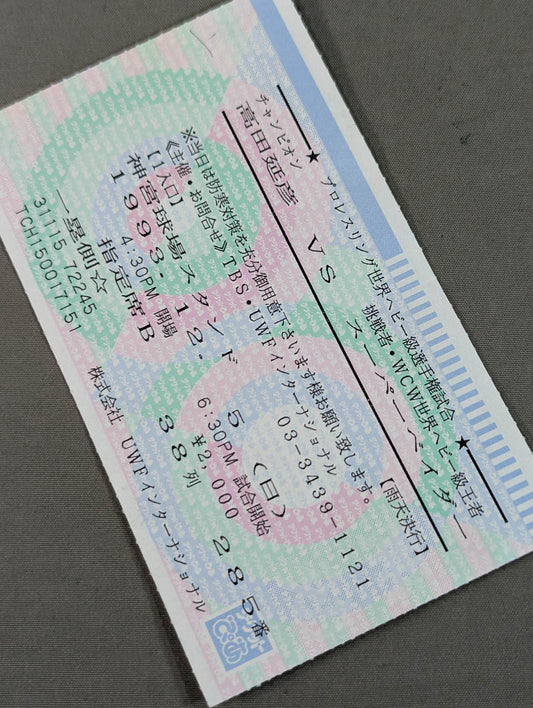 ★プロレスリング世界ヘビー級選手権試合★
チャンピオン 挑戦者・WCW世界ヘビー級王者
高田延彦 VS スーパーベイダー
※当日は防寒対策を充分御用意下さいます様お願い致します。【雨天決行】
《主催・お問合せ》TBS・UWFインターナショナル 03-3439-1121
【1入口】
神宮球場スタンド
1993.12.5(日)
4:30PM 開場 6:30PM 試合開始
指定席B ¥2,000
一塁側☆ 38列 285番
31115 72245
TCH150017151 株式会社 UWFインターナショナル
チケットぴあ